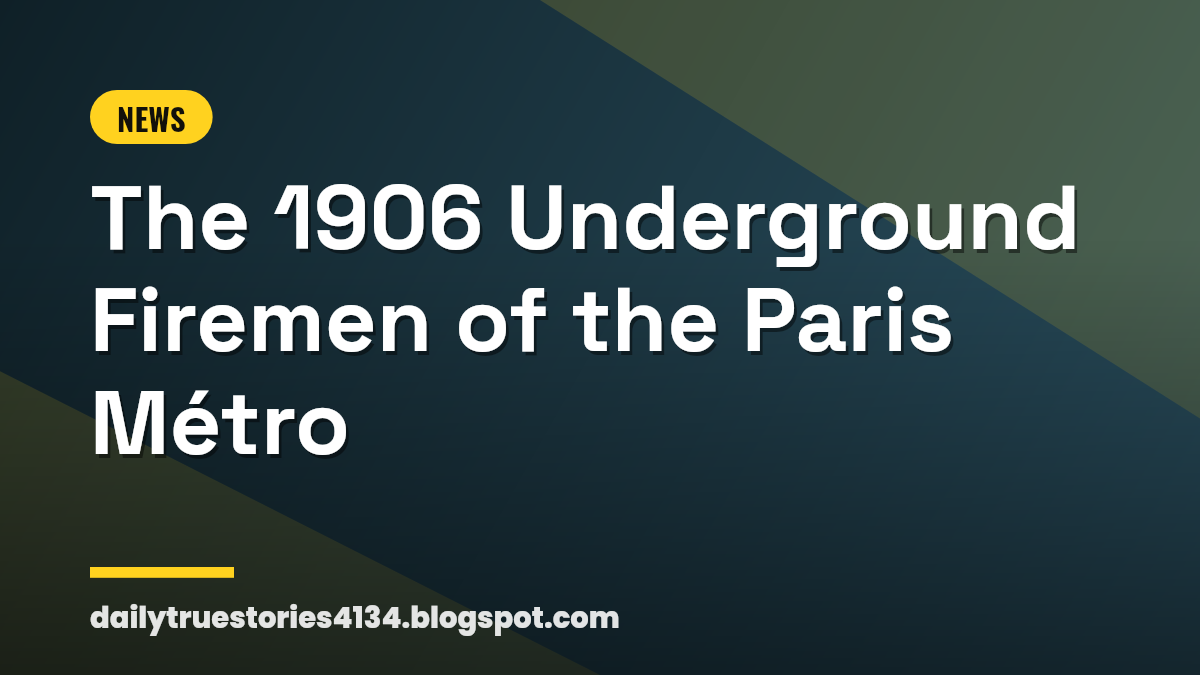 NEWS
The 1906 Underground
Firemen of the Paris
Métro
dailytruestories4134.blogspot.com